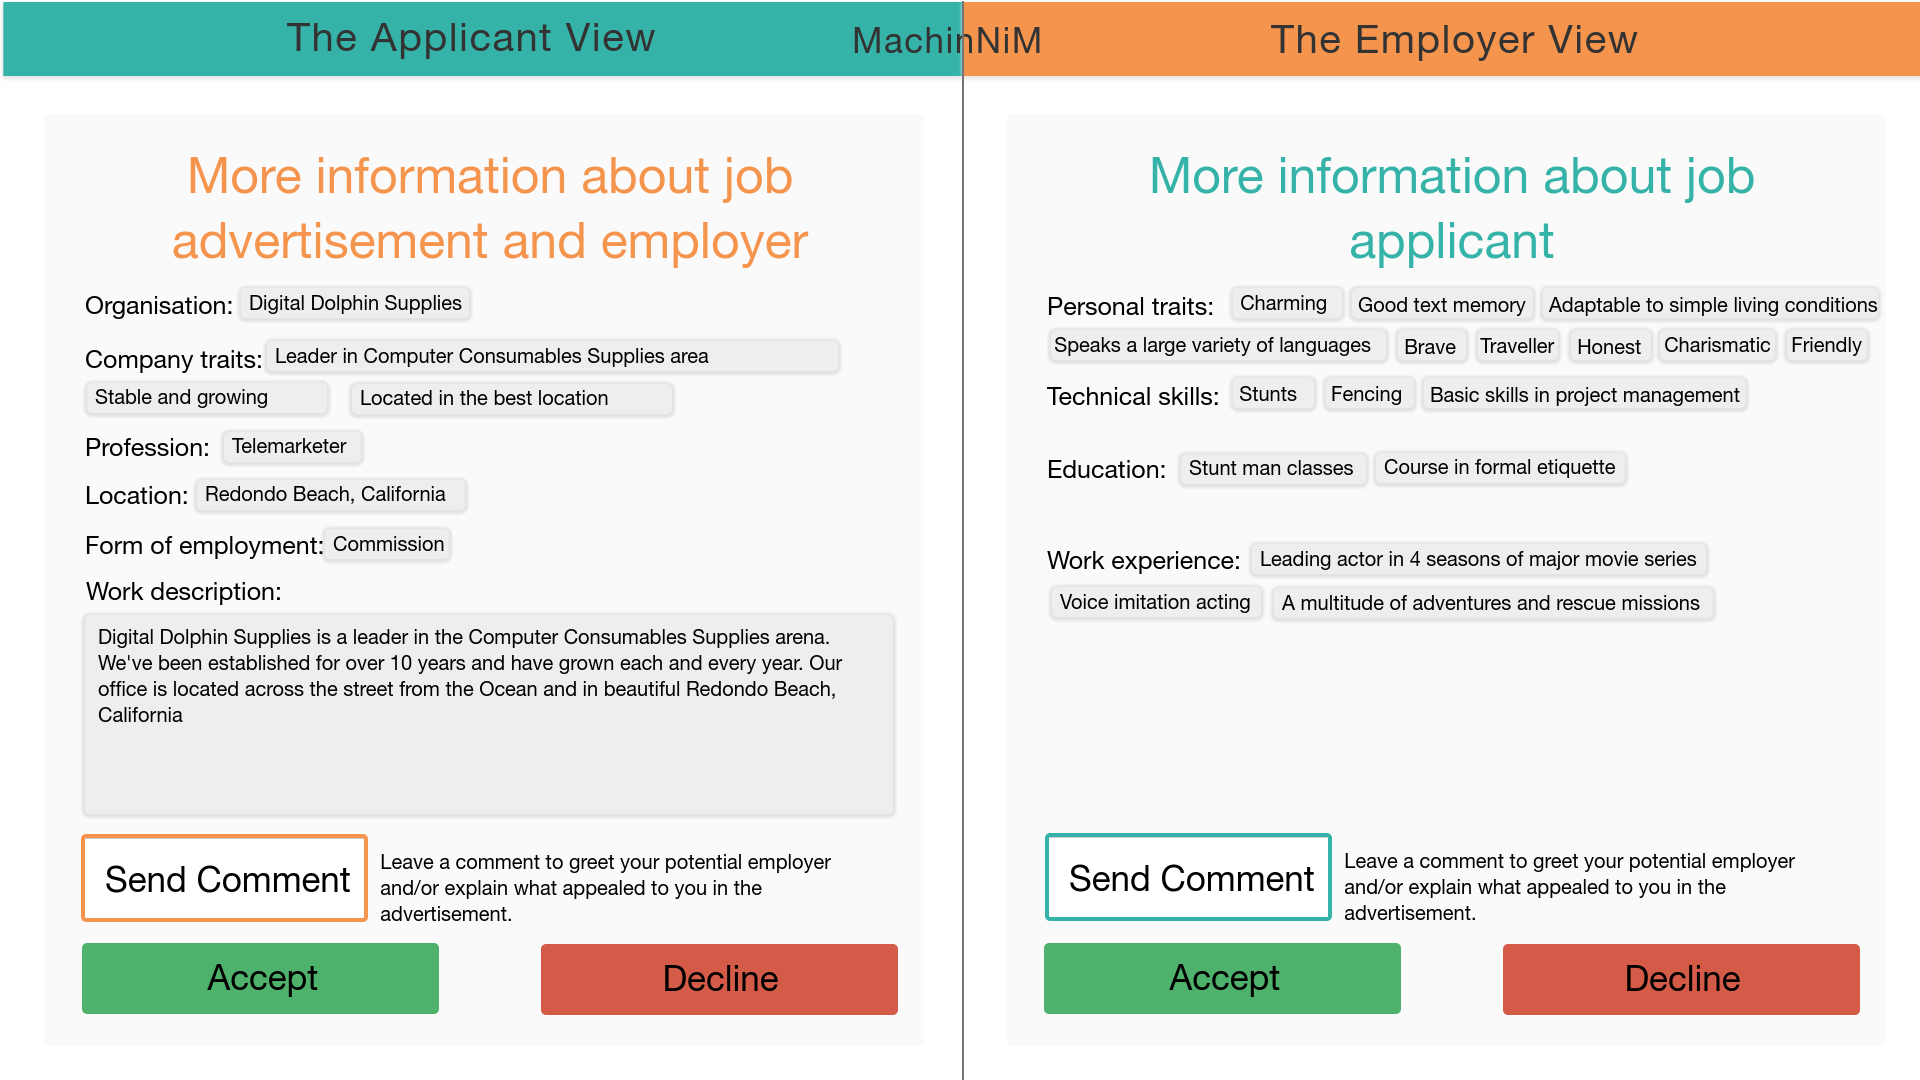 The Applicant View
MachinNiM
The Employer View
More information about job
advertisement and employer
Organisation: Digital Dolphin Supplies
Company traits: Leader in Computer Consumables Supplies area
Stable and growing Located in the best location
Profession: Telemarketer
Location: Redondo Beach, California
Form of employment: Commission
Work description:
Digital Dolphin Supplies is a leader in the Computer Consumables Supplies arena.
We've been established for over 10 years and have grown each and every year. Our
office is located across the street from the Ocean and in beautiful Redondo Beach,
California
Send Comment
Leave a comment to greet your potential employer
and/or explain what appealed to you in the
advertisement.
Accept Decline
More information about job
applicant
Personal traits: Charming Good text memory Adaptable to simple living conditions
Speaks a large variety of languages Brave Traveller Honest Charismatic Friendly
Technical skills: Stunts Fencing Basic skills in project management
Education: Stunt man classes Course in formal etiquette
Work experience: Leading actor in 4 seasons of major movie series
Voice imitation acting A multitude of adventures and rescue missions
Send Comment
Leave a comment to greet your potential employer
and/or explain what appealed to you in the
advertisement.
Accept Decline